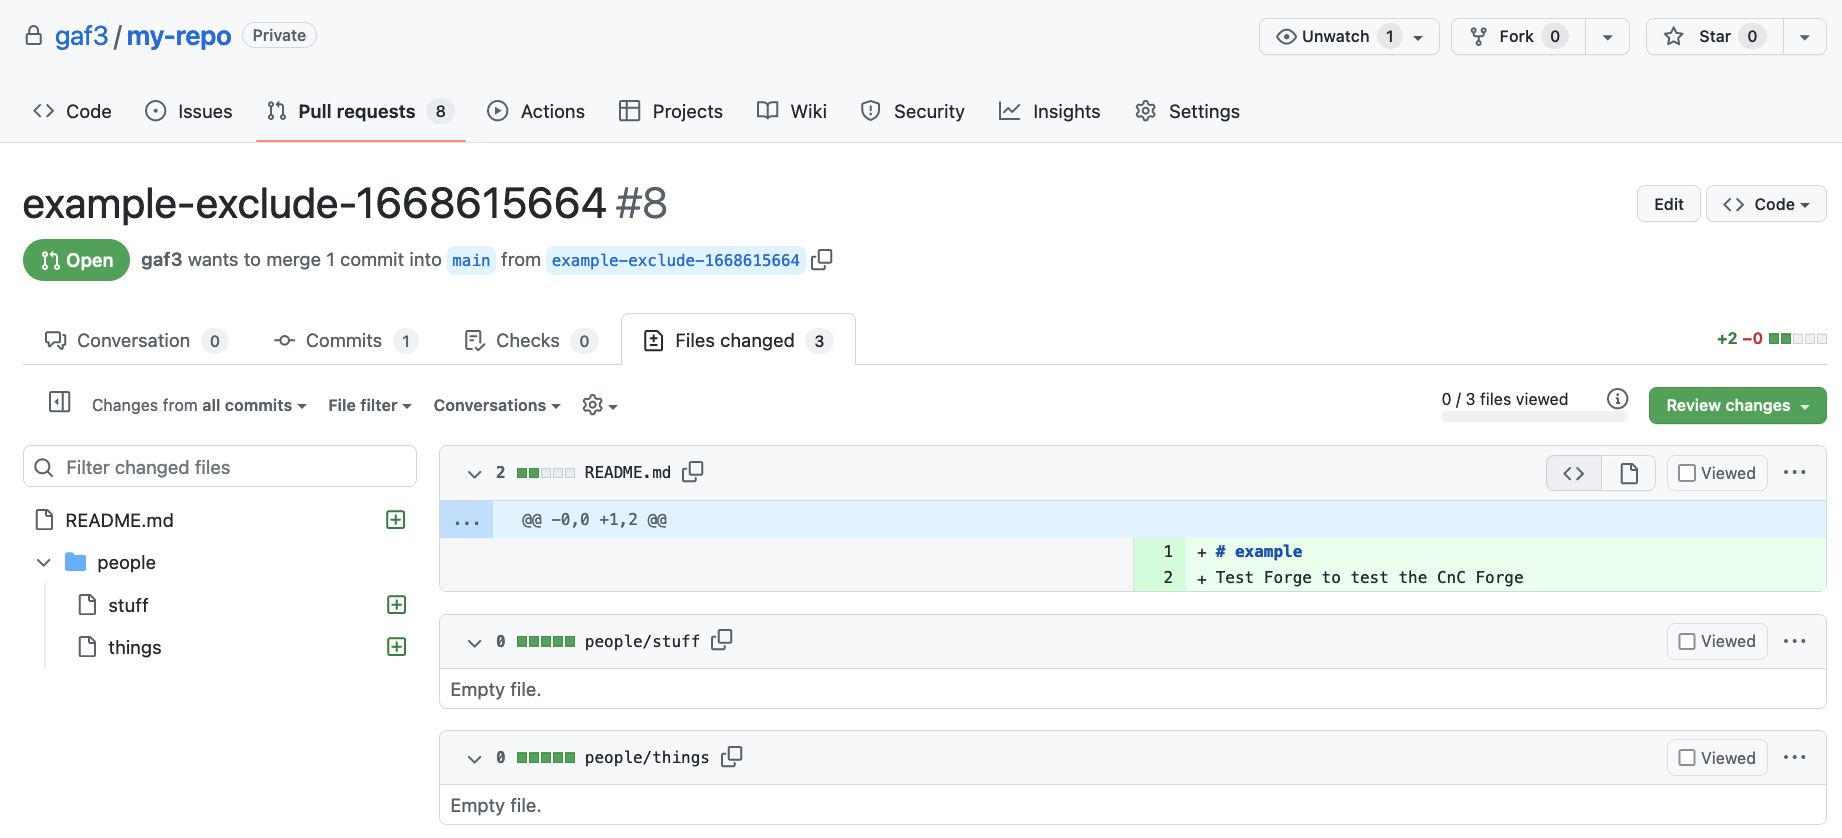 gaf3 / my-repo Private
Unwatch 1 Fork 0 Star 0
Code Issues Pull requests 8 Actions Projects Wiki Security Insights Settings
example-exclude-1668615664 #8
Edit <> Code
Open gaf3 wants to merge 1 commit into main from example-exclude-1668615664
Conversation 0 Commits 1 Checks 0 Files changed 3
+2 −0
Changes from all commits File filter Conversations
0 / 3 files viewed
Review changes
Filter changed files
README.md
people
stuff
things
2 README.md
Viewed ...
... @@ -0,0 +1,2 @@
1 + # example
2 + Test Forge to test the CnC Forge
0 people/stuff
Viewed ...
Empty file.
0 people/things
Viewed ...
Empty file.